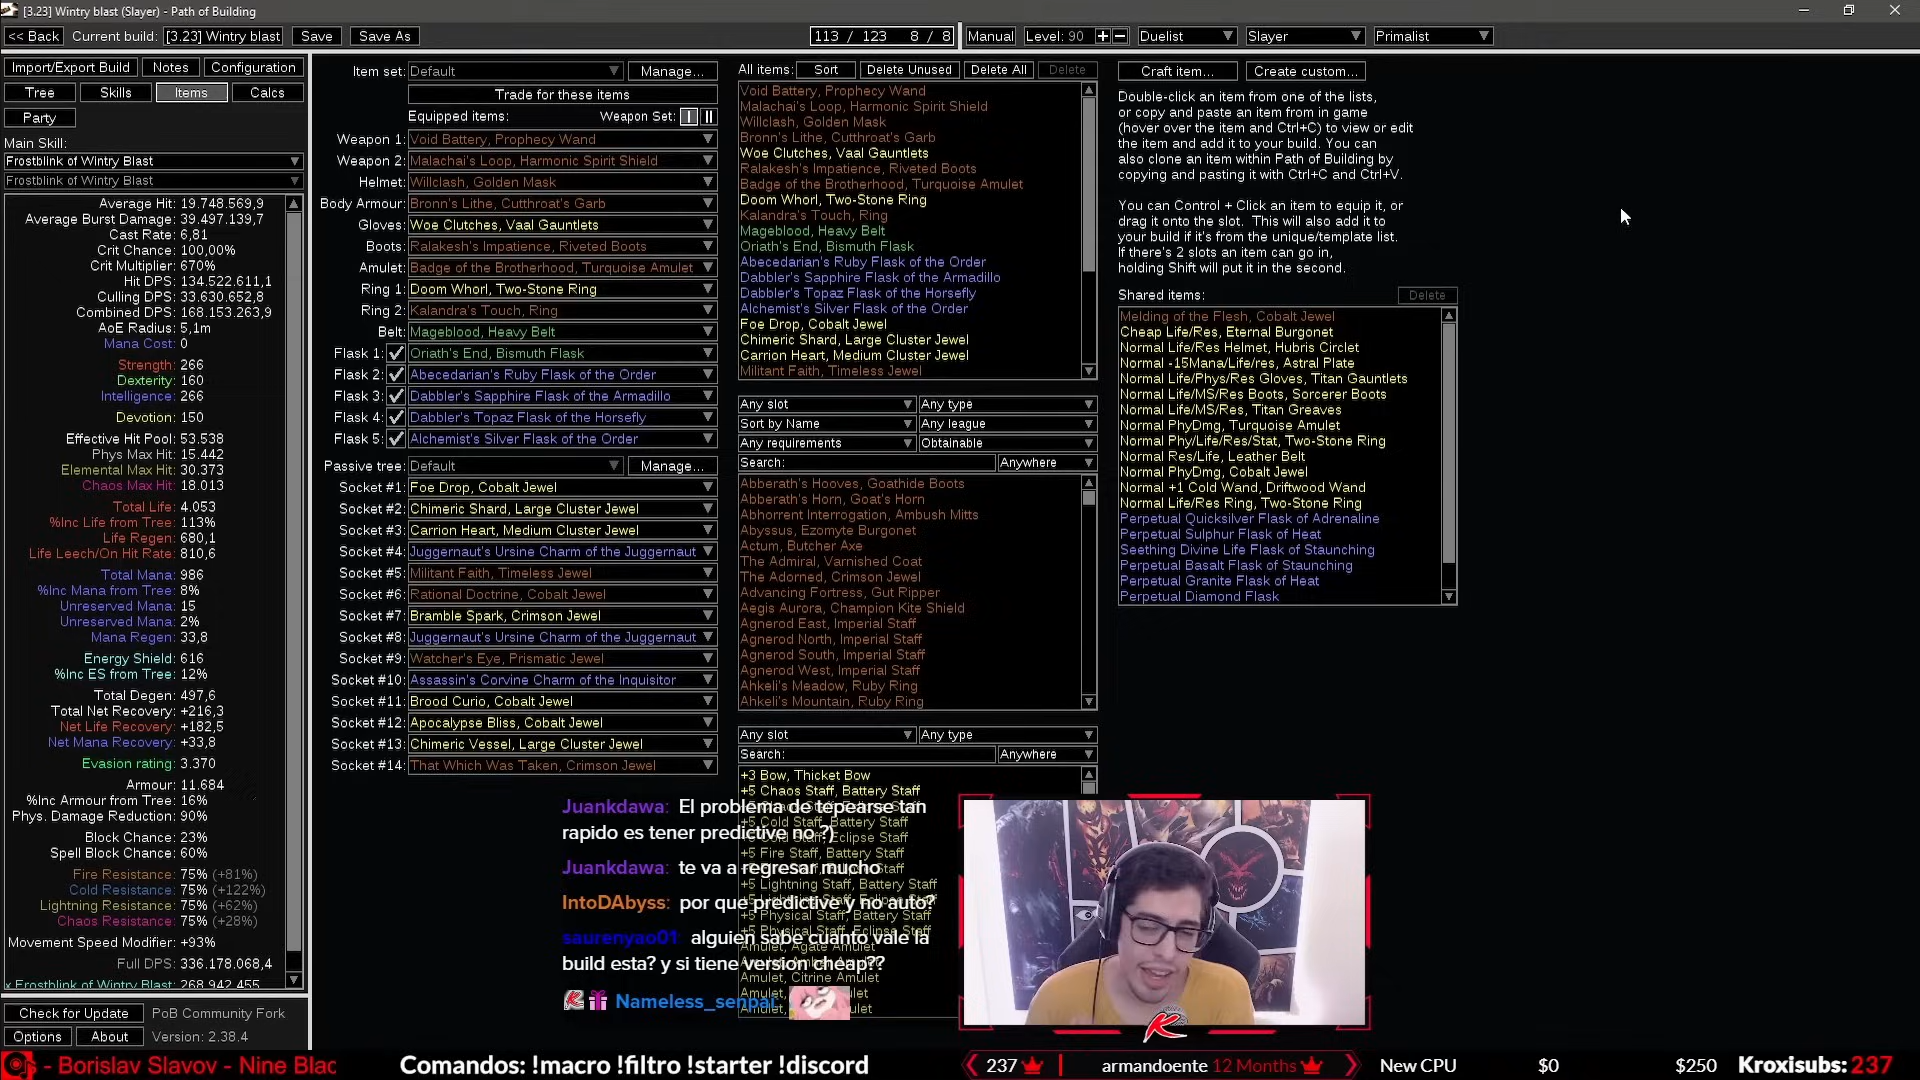 [3.23] Wintry blast (Slayer) - Path of Building
<< Back
Current build:
[3.23] Wintry blast
Save
Save As
113 / 123 8 / 8
Manual
Level: 90
Duelist
Slayer
Primalist
Import/Export Build
Notes
Configuration
Tree
Skills
Items
Calcs
Party
Main Skill:
Frostblink of Wintry Blast
Frostblink of Wintry Blast
Average Hit: 19.748.569,9
Average Burst Damage: 39.497.139,7
Cast Rate: 6,81
Crit Chance: 100,00%
Crit Multiplier: 670%
Hit DPS: 134.522.611,1
Culling DPS: 33.630.652,8
Combined DPS: 168.153.263,9
AoE Radius: 5,1m
Mana Cost: 0
Strength: 266
Dexterity: 160
Intelligence: 266
Devotion: 150
Effective Hit Pool: 53.538
Phys Max Hit: 15.442
Elemental Max Hit: 30.373
Chaos Max Hit: 18.013
Total Life: 4.053
%Inc Life from Tree: 113%
Life Regen: 680,1
Life Leech/On Hit Rate: 810,6
Total Mana: 986
%Inc Mana from Tree: 8%
Unreserved Mana: 15
Unreserved Mana: 2%
Mana Regen: 33,8
Energy Shield: 616
%Inc ES from Tree: 12%
Total Degen: 497,6
Total Net Recovery: +216,3
Net Life Recovery: +182,5
Net Mana Recovery: +33,8
Evasion rating: 3.370
Armour: 11.684
%Inc Armour from Tree: 16%
Phys. Damage Reduction: 90%
Block Chance: 23%
Spell Block Chance: 60%
Fire Resistance: 75% (+81%)
Cold Resistance: 75% (+122%)
Lightning Resistance: 75% (+62%)
Chaos Resistance: 75% (+28%)
Movement Speed Modifier: +93%
Full DPS: 336.178.068,4
x Frostblink of Wintry Blast: 268.942.455
Check for Update
PoB Community Fork
Options
About
Version: 2.38.4
Item set: Default
Manage...
Trade for these items
Equipped items:
Weapon Set: I II
Weapon 1: Void Battery, Prophecy Wand
Weapon 2: Malachai's Loop, Harmonic Spirit Shield
Helmet: Willclash, Golden Mask
Body Armour: Bronn's Lithe, Cutthroat's Garb
Gloves: Woe Clutches, Vaal Gauntlets
Boots: Ralakesh's Impatience, Riveted Boots
Amulet: Badge of the Brotherhood, Turquoise Amulet
Ring 1: Doom Whorl, Two-Stone Ring
Ring 2: Kalandra's Touch, Ring
Belt: Mageblood, Heavy Belt
Flask 1: Oriath's End, Bismuth Flask
Flask 2: Abecedarian's Ruby Flask of the Order
Flask 3: Dabbler's Sapphire Flask of the Armadillo
Flask 4: Dabbler's Topaz Flask of the Horsefly
Flask 5: Alchemist's Silver Flask of the Order
Passive tree: Default
Manage...
Socket #1: Foe Drop, Cobalt Jewel
Socket #2: Chimeric Shard, Large Cluster Jewel
Socket #3: Carrion Heart, Medium Cluster Jewel
Socket #4: Juggernaut's Ursine Charm of the Juggernaut
Socket #5: Militant Faith, Timeless Jewel
Socket #6: Rational Doctrine, Cobalt Jewel
Socket #7: Bramble Spark, Crimson Jewel
Socket #8: Juggernaut's Ursine Charm of the Juggernaut
Socket #9: Watcher's Eye, Prismatic Jewel
Socket #10: Assassin's Corvine Charm of the Inquisitor
Socket #11: Brood Curio, Cobalt Jewel
Socket #12: Apocalypse Bliss, Cobalt Jewel
Socket #13: Chimeric Vessel, Large Cluster Jewel
Socket #14: That Which Was Taken, Crimson Jewel
All items:
Sort
Delete Unused
Delete All
Delete
Void Battery, Prophecy Wand
Malachai's Loop, Harmonic Spirit Shield
Willclash, Golden Mask
Bronn's Lithe, Cutthroat's Garb
Woe Clutches, Vaal Gauntlets
Ralakesh's Impatience, Riveted Boots
Badge of the Brotherhood, Turquoise Amulet
Doom Whorl, Two-Stone Ring
Kalandra's Touch, Ring
Mageblood, Heavy Belt
Oriath's End, Bismuth Flask
Abecedarian's Ruby Flask of the Order
Dabbler's Sapphire Flask of the Armadillo
Dabbler's Topaz Flask of the Horsefly
Alchemist's Silver Flask of the Order
Foe Drop, Cobalt Jewel
Chimeric Shard, Large Cluster Jewel
Carrion Heart, Medium Cluster Jewel
Militant Faith, Timeless Jewel
Any slot
Any type
Sort by Name
Any league
Any requirements
Obtainable
Search:
Anywhere
Abberath's Hooves, Goathide Boots
Abberath's Horn, Goat's Horn
Abhorrent Interrogation, Ambush Mitts
Abyssus, Ezomyte Burgonet
Actum, Butcher Axe
The Admiral, Varnished Coat
The Adorned, Crimson Jewel
Advancing Fortress, Gut Ripper
Aegis Aurora, Champion Kite Shield
Agnerod East, Imperial Staff
Agnerod North, Imperial Staff
Agnerod South, Imperial Staff
Agnerod West, Imperial Staff
Ahkeli's Meadow, Ruby Ring
Ahkeli's Mountain, Ruby Ring
Any slot
Any type
Search:
Anywhere
+3 Bow, Thicket Bow
+5 Chaos Staff, Battery Staff
+5 Cold Staff, Battery Staff
+5 Fire Staff, Battery Staff
+5 Lightning Staff, Battery Staff
+5 Physical Staff, Battery Staff
Amulet, Agate Amulet
Amulet, Citrine Amulet
Craft item...
Create custom...
Double-click an item from one of the lists,
or copy and paste an item from in game
(hover over the item and Ctrl+C) to view or edit
the item and add it to your build. You can
also clone an item within Path of Building by
copying and pasting it with Ctrl+C and Ctrl+V.
You can Control + Click an item to equip it, or
drag it onto the slot. This will also add it to
your build if it's from the unique/template list.
If there's 2 slots an item can go in,
holding Shift will put it in the second.
Shared items:
Delete
Melding of the Flesh, Cobalt Jewel
Cheap Life/Res, Eternal Burgonet
Normal Life/Res Helmet, Hubris Circlet
Normal -15Mana/Life/res, Astral Plate
Normal Life/Phys/Res Gloves, Titan Gauntlets
Normal Life/MS/Res Boots, Sorcerer Boots
Normal Life/MS/Res, Titan Greaves
Normal PhyDmg, Turquoise Amulet
Normal Phy/Life/Res/Stat, Two-Stone Ring
Normal Res/Life, Leather Belt
Normal PhyDmg, Cobalt Jewel
Normal +1 Cold Wand, Driftwood Wand
Normal Life/Res Ring, Two-Stone Ring
Perpetual Quicksilver Flask of Adrenaline
Perpetual Sulphur Flask of Heat
Seething Divine Life Flask of Staunching
Perpetual Basalt Flask of Staunching
Perpetual Granite Flask of Heat
Perpetual Diamond Flask
Juankdawa: El problema de tepearse tan
rapido es tener predictive no ?)
Juankdawa: te va a regresar mucho
IntoDAbyss: por que predictive y no auto?
saurenyao01: alguien sabe cuanto vale la
build esta? y si tiene version cheap??
Nameless_senpai:
- Borislav Slavov - Nine Blac
Comandos: !macro !filtro !starter !discord
237
armandoente 12 Months
New CPU
$0
$250
Kroxisubs: 237